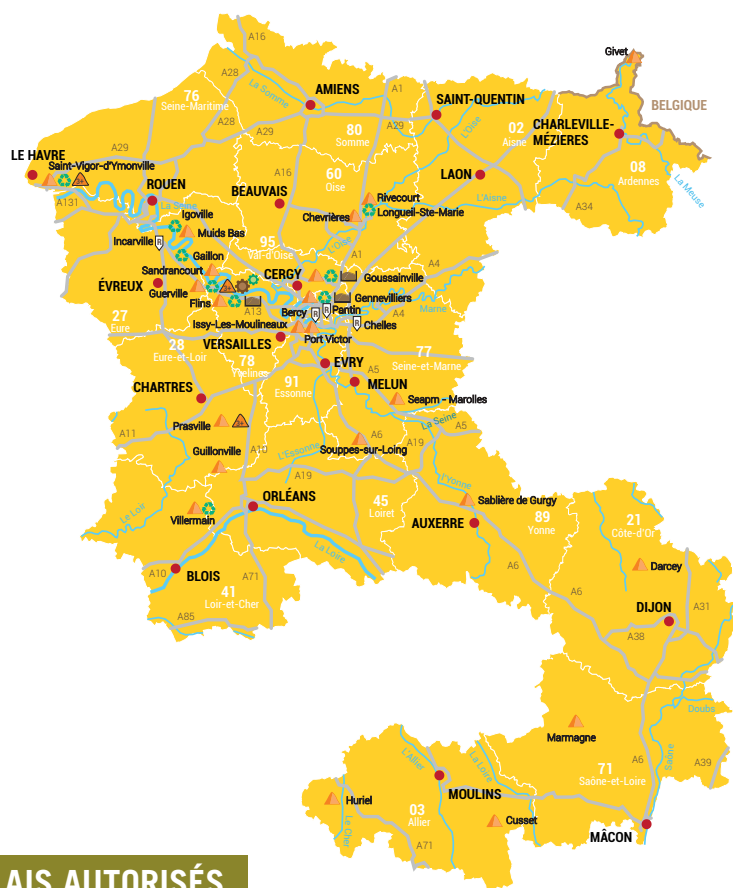 A16
Givet
A28
La Somme
AMIENS
A1
SAINT-QUENTIN
BELGIQUE
76
Seine-Maritime
A28
A29
80
Somme
A29
L'Oise
02
Aisne
CHARLEVILLE-
MÉZIERES
A29
LE HAVRE
Saint-Vigor-d'Ymonville
3+
A16
60
Oise
LAON
08
Ardennes
La Meuse
A131
ROUEN
La Seine
BEAUVAIS
Rivecourt
L'Aisne
A34
Igoville
Chevrières
Longueil-Ste-Marie
Muids Bas
Incarville
R
95
Val-d'Oise
L'Oise
A1
Gaillon
Sandrancourt
CERGY
Goussainville
A4
ÉVREUX
Guerville
3+
Gennevilliers
Marne
Flins
A13
Bercy
R
R
Pantin
A4
27
Eure
Issy-Les-Moulineaux
R
Chelles
28
Eure-et-Loir
VERSAILLES
Port Victor
77
Seine-et-Marne
78
Yvelines
EVRY
91
Essonne
A5
MELUN
CHARTRES
Seapm - Marolles
La Seine
Prasville
3+
A5
A11
Guillonville
A10
L'Essonne
A6
A19
Souppes-sur-Loing
A19
L'Yonne
Le Loir
Villermain
ORLÉANS
45
Loiret
Sablière de Gurgy
89
Yonne
21
Côte-d'Or
AUXERRE
La Loire
A10
BLOIS
A71
A6
Darcey
41
Loir-et-Cher
A6
A31
A85
DIJON
A38
Doubs
Marmagne
Saône
L'Allier
La Loire
A6
A39
71
Saône-et-Loire
Huriel
MOULINS
03
Allier
Cusset
Le Cher
A71
MÂCON
AIS AUTORISÉS